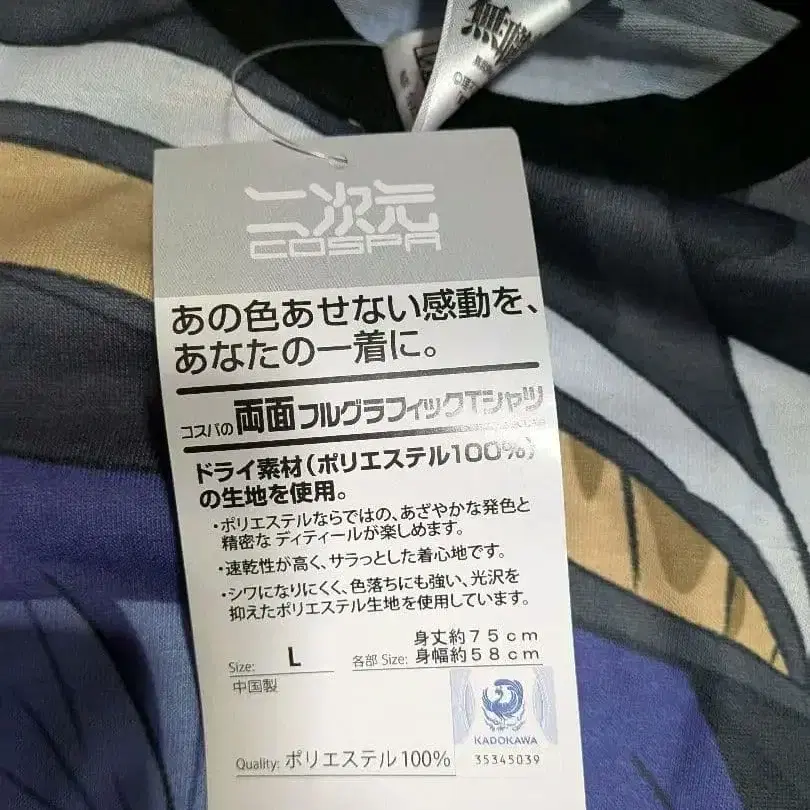 無職
二次元
COSPA
あの色あせない感動を、
あなたの一着に。
コスパの 両面フルグラフィックTシャツ
ドライ素材(ポリエステル100%)
の生地を使用。
・ポリエステルならではの、あざやかな発色と
精密な ディティールが楽しめます。
・速乾性が高く、サラっとした着心地です。
・シワになりにくく、色落ちにも強い、光沢を
抑えたポリエステル生地を使用しています。
Size: L 各部 Size: 身丈約75cm
身幅約58cm
中国製
KADOKAWA
Quality: ポリエステル100%
35345039